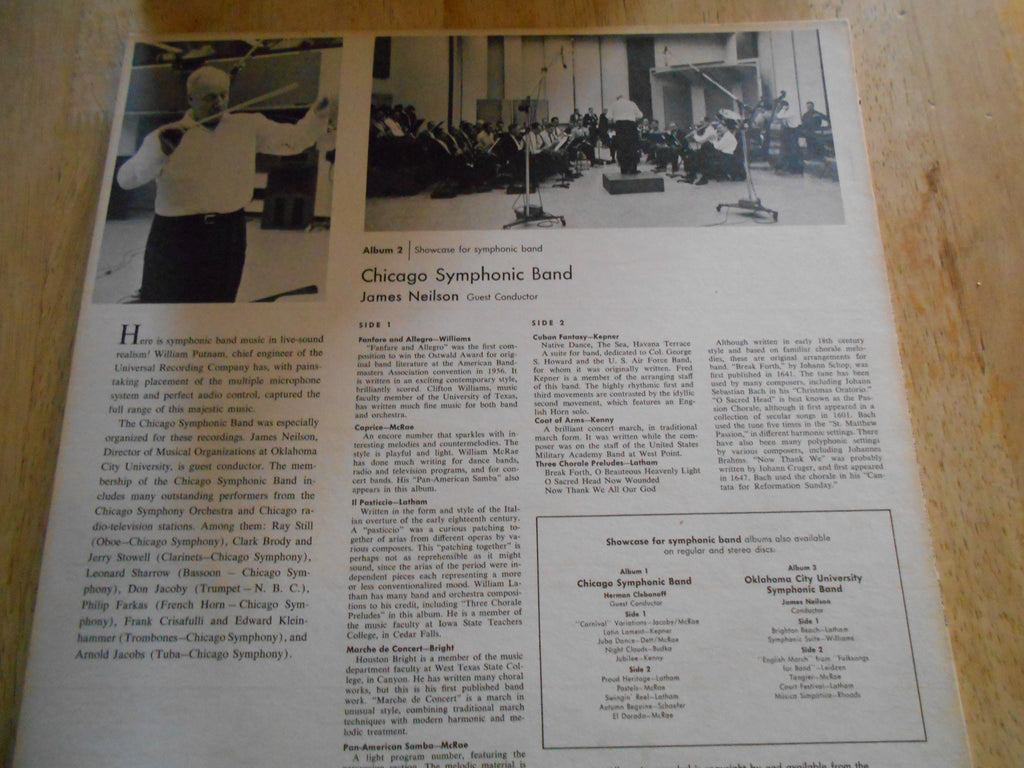 Album 2 | Showcase for symphonic band
Chicago Symphonic Band
James Neilson Guest Conductor
Here is symphonic band music in live-sound
realism! William Putnam, chief engineer of the
Universal Recording Company has, with pains-
taking placement of the multiple microphone
system and perfect audio control, captured the
full range of this majestic music.
The Chicago Symphonic Band was especially
organized for these recordings. James Neilson,
Director of Musical Organizations at Oklahoma
City University, is guest conductor. The mem-
bership of the Chicago Symphonic Band in-
cludes many outstanding performers from the
Chicago Symphony Orchestra and Chicago ra-
dio-television stations. Among them: Ray Still
(Oboe—Chicago Symphony), Clark Brody and
Jerry Stowell (Clarinets—Chicago Symphony),
Leonard Sharrow (Bassoon — Chicago Sym-
phony), Don Jacoby (Trumpet — N. B. C.),
Philip Farkas (French Horn — Chicago Sym-
phony), Frank Crisafulli and Edward Klein-
hammer (Trombones—Chicago Symphony), and
Arnold Jacobs (Tuba—Chicago Symphony).
SIDE 1
Fanfare and Allegro—Williams
"Fanfare and Allegro" was the first com-
position to win the Ostwald Award for orig-
inal band literature at the American Band-
masters Association convention in 1956. It
is written in an exciting contemporary style,
brilliantly scored. Clifton Williams, music
faculty member of the University of Texas,
has written much fine music for both band
and orchestra.
Caprice—McRae
An encore number that sparkles with in-
teresting melodies and countermelodies. The
style is playful and light. William McRae
has done much writing for dance bands,
radio and television programs, and for con-
cert bands. His "Pan-American Samba" also
appears in this album.
Il Pasticcio—Latham
Written in the form and style of the Ital-
ian overture of the early eighteenth century.
A "pasticcio" was a curious patching to-
gether of arias from different operas by va-
rious composers. This "patching together" is
perhaps not as reprehensible as it might
sound, since the arias of the period were in-
dependent pieces each representing a more
or less conventionalized mood. William La-
tham has many band and orchestra composi-
tions to his credit, including "Three Chorale
Preludes" in this album. He is a member of
the music faculty at Iowa State Teachers
College, in Cedar Falls.
Marche de Concert—Bright
Houston Bright is a member of the music
department faculty at West Texas State Col-
lege, in Canyon. He has written many choral
works, but this is his first published band
work. "Marche de Concert" is a march in
unusual style, combining traditional march
techniques with modern harmonic and me-
lodic treatment.
Pan-American Samba—McRae
A light program number, featuring the
percussion section. The melodic material is
SIDE 2
Cuban Fantasy—Kepner
Native Dance, The Sea, Havana Terrace
A suite for band, dedicated to Col. George
S. Howard and the U. S. Air Force Band,
for whom it was originally written. Fred
Kepner is a member of the arranging staff
of this band. The highly rhythmic first and
third movements are contrasted by the idyllic
second movement, which features an Eng-
lish Horn solo.
Coat of Arms—Kenny
A brilliant concert march, in traditional
march form. It was written while the com-
poser was on the staff of the United States
Military Academy Band at West Point.
Three Chorale Preludes—Latham
Break Forth, O Beauteous Heavenly Light
O Sacred Head Now Wounded
Now Thank We All Our God
Although written in early 18th century
style and based on familiar chorale melo-
dies, these are original arrangements for
band. "Break Forth," by Johann Schop, was
first published in 1641. The tune has been
used by many composers, including Johann
Sebastian Bach in his "Christmas Oratorio."
"O Sacred Head" is best known as the Pas-
sion Chorale, although it first appeared in a
collection of secular songs in 1601. Bach
used the tune five times in the "St. Matthew
Passion," in different harmonic settings. There
have also been many polyphonic settings
by various composers, including Johannes
Brahms. "Now Thank We" was probably
written by Johann Cruger, and first appeared
in 1647. Bach used the chorale in his "Can-
tata for Reformation Sunday."
Showcase for symphonic band albums also available
on regular and stereo discs:
Album 1
Chicago Symphonic Band
Herman Clebanoff
Guest Conductor
Side 1
"Carnival" Variations—Jacoby/McRae
Latin Lament—Kepner
Juba Dance—Dett/McRae
Night Clouds—Budka
Jubilee—Kenny
Side 2
Proud Heritage—Latham
Pastels—McRae
Swingin' Reel—Latham
Autumn Beguine—Schaefer
El Dorado—McRae
Album 3
Oklahoma City University
Symphonic Band
James Neilson
Conductor
Side 1
Brighton Beach—Latham
Symphonic Suite—Williams
Side 2
"English March" from "Folksongs
for Band"—Leidzen
Tangier—McRae
Court Festival—Latham
Música Simpática—Rhoads
copyright by and available from the